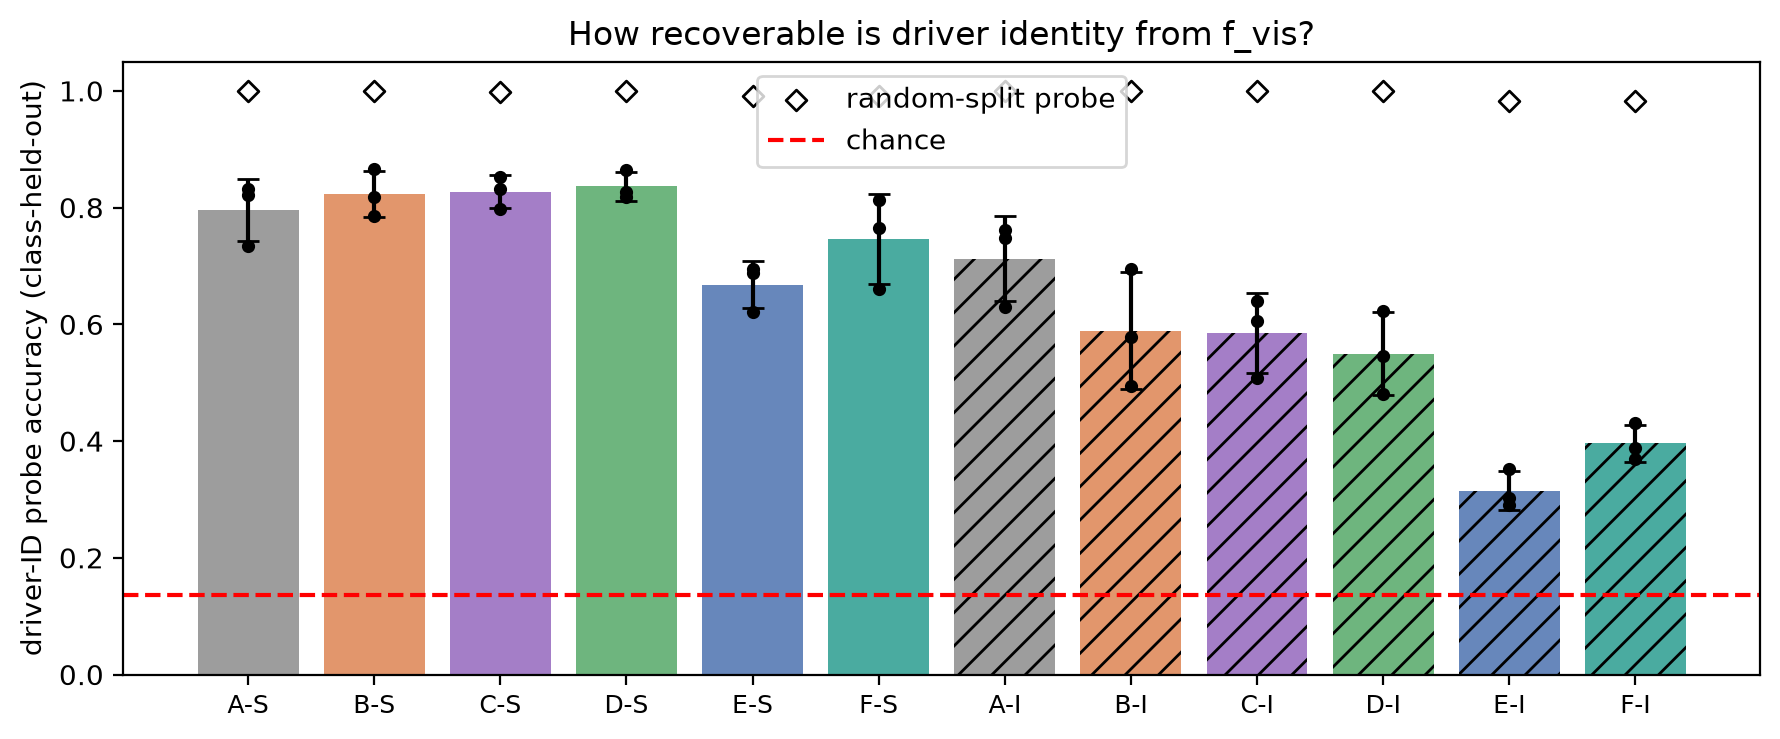 How recoverable is driver identity from f_vis?
driver-ID probe accuracy (class-held-out)
1.0
0.8
0.6
0.4
0.2
0.0
random-split probe
chance
A-S B-S C-S D-S E-S F-S A-I B-I C-I D-I E-I F-I